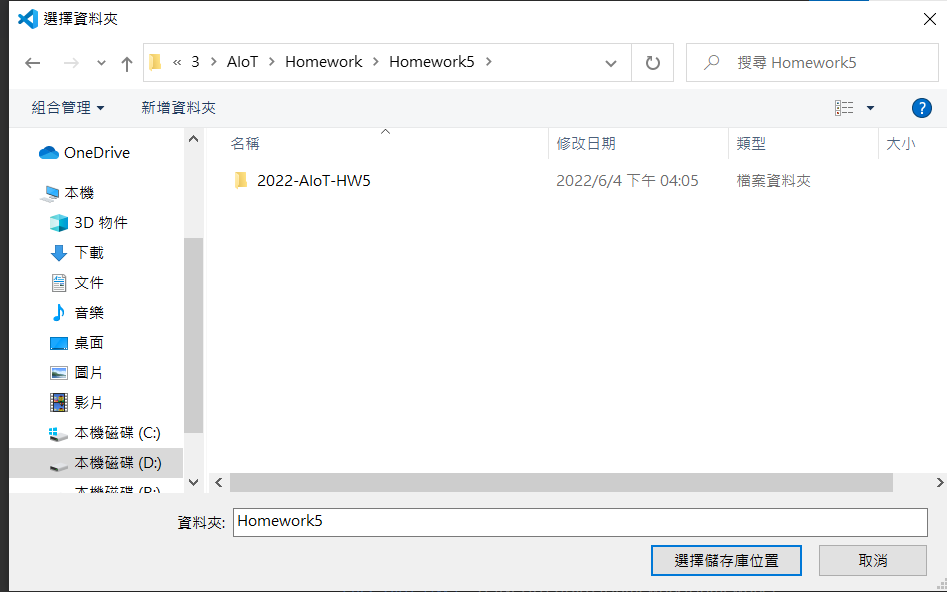 選擇資料夾
« 3 > AIoT > Homework > Homework5 >
搜尋 Homework5
組合管理
新增資料夾
?
名稱
修改日期
類型
大小
2022-AIoT-HW5
2022/6/4 下午 04:05
檔案資料夾
OneDrive
本機
3D 物件
下載
文件
音樂
桌面
圖片
影片
本機磁碟 (C:)
本機磁碟 (D:)
資料夾:
Homework5
選擇儲存庫位置
取消